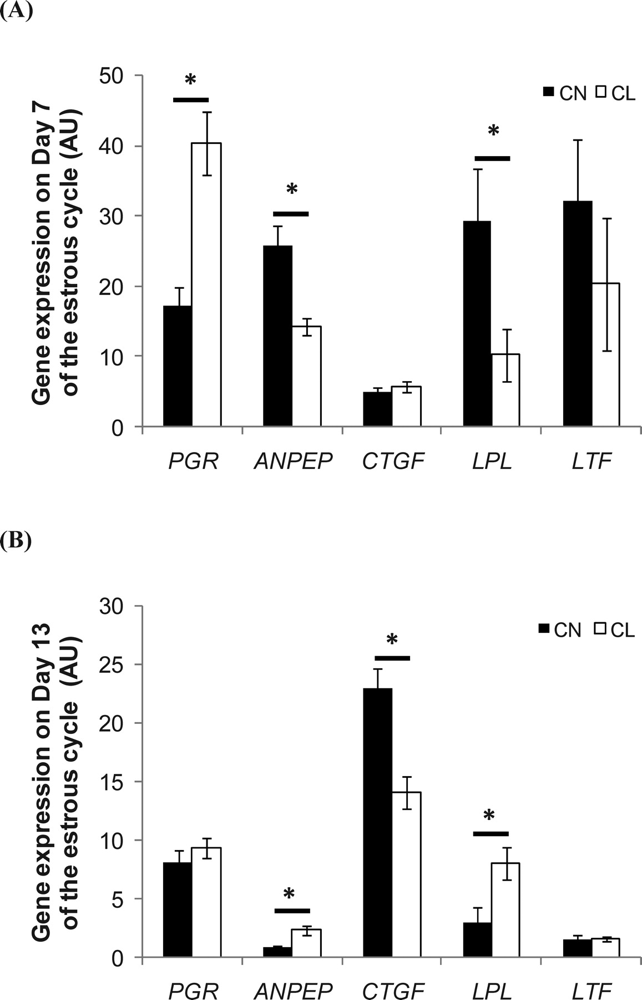 (A)
Gene expression on Day 7
of the estrous cycle (AU)
50
40
30
20
10
0
*
*
*
CN CL
PGR ANPEP CTGF LPL LTF
(B)
Gene expression on Day 13
of the estrous cycle (AU)
30
25
20
15
10
5
0
*
*
*
CN CL
PGR ANPEP CTGF LPL LTF